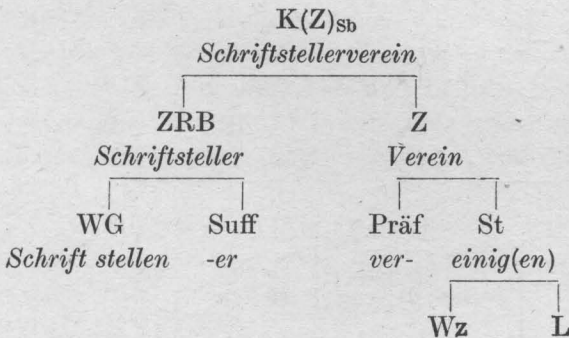 K(Z)Sb
Schriftstellerverein
ZRB Z
Schriftsteller Verein
WG Suff Präf St
Schrift stellen -er ver- einig(en)
Wz L